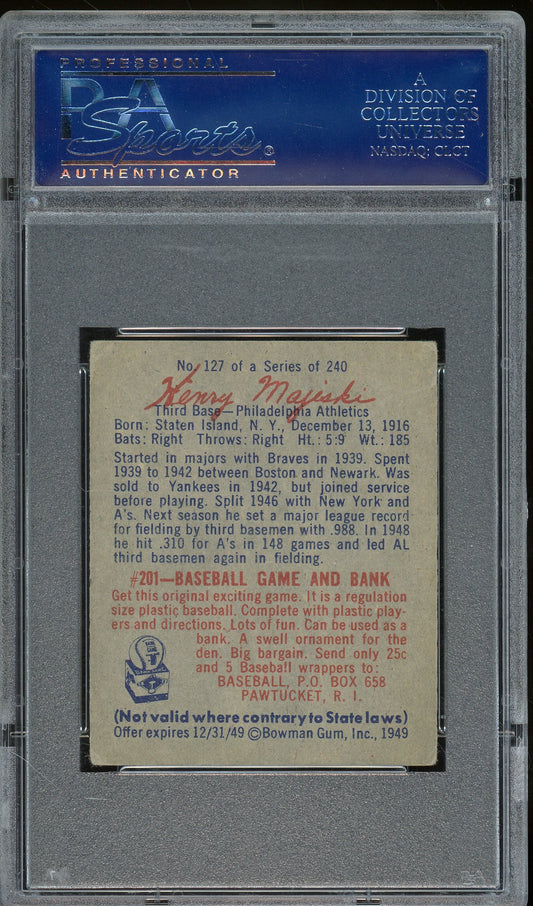 PROFESSIONAL
PSA
Sports®
AUTHENTICATOR
A
DIVISION OF
COLLECTORS
UNIVERSE
NASDAQ: CLCT
No. 127 of a Series of 240
Henry Majeski
Third Base—Philadelphia Athletics
Born: Staten Island, N. Y., December 13, 1916
Bats: Right Throws: Right Ht.: 5:9 Wt.: 185
Started in majors with Braves in 1939. Spent
1939 to 1942 between Boston and Newark. Was
sold to Yankees in 1942, but joined service
before playing. Split 1946 with New York and
A's. Next season he set a major league record
for fielding by third basemen with .988. In 1948
he hit .310 for A's in 148 games and led AL
third basemen again in fielding.
#201—BASEBALL GAME AND BANK
Get this original exciting game. It is a regulation
size plastic baseball. Complete with plastic play-
ers and directions. Lots of fun. Can be used as a
bank. A swell ornament for the
den. Big bargain. Send only 25c
and 5 Baseball wrappers to:
BASEBALL, P.O. BOX 658
PAWTUCKET, R. I.
(Not valid where contrary to State laws)
Offer expires 12/31/49 ©Bowman Gum, Inc., 1949